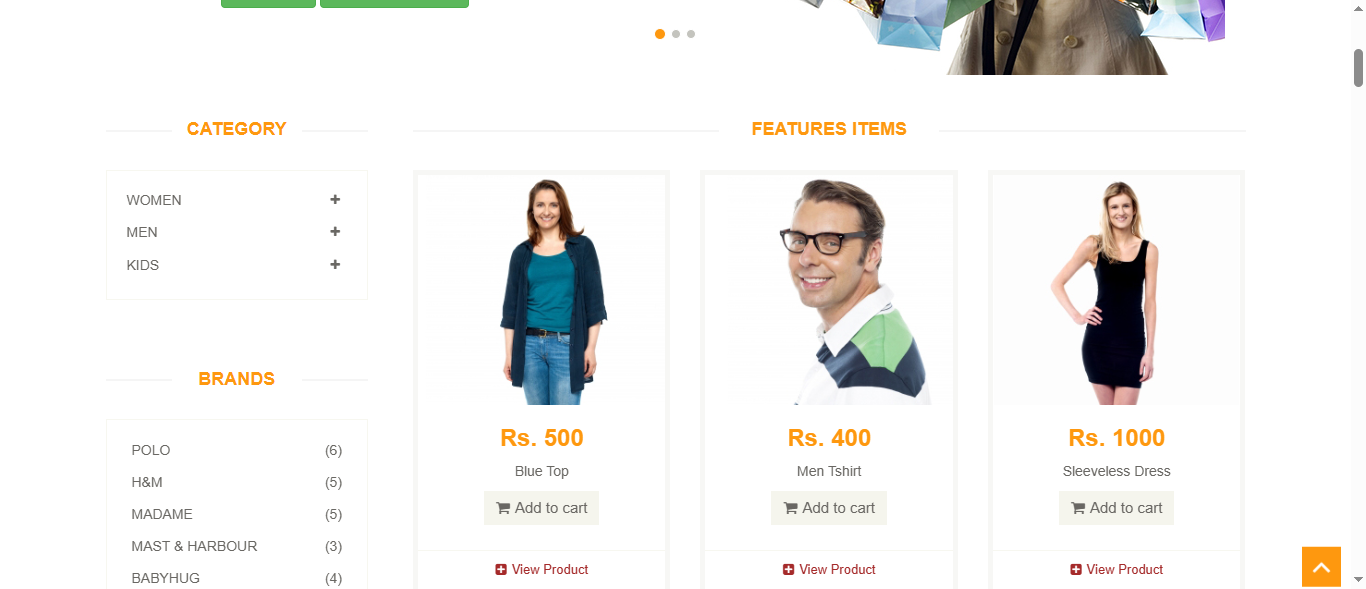 CATEGORY
WOMEN
MEN
KIDS
BRANDS
POLO (6)
H&M (5)
MADAME (5)
MAST & HARBOUR (3)
BABYHUG (4)
FEATURES ITEMS
Rs. 500
Blue Top
Add to cart
View Product
Rs. 400
Men Tshirt
Add to cart
View Product
Rs. 1000
Sleeveless Dress
Add to cart
View Product